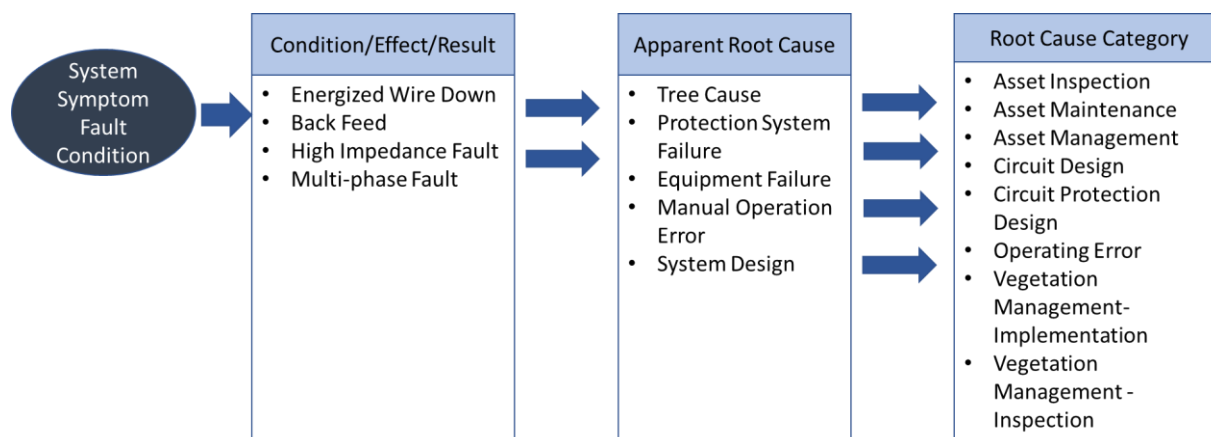 System
Symptom
Fault
Condition
Condition/Effect/Result
• Energized Wire Down
• Back Feed
• High Impedance Fault
• Multi-phase Fault
Apparent Root Cause
• Tree Cause
• Protection System
Failure
• Equipment Failure
• Manual Operation
Error
• System Design
Root Cause Category
• Asset Inspection
• Asset Maintenance
• Asset Management
• Circuit Design
• Circuit Protection
Design
• Operating Error
• Vegetation
Management-
Implementation
• Vegetation
Management -
Inspection